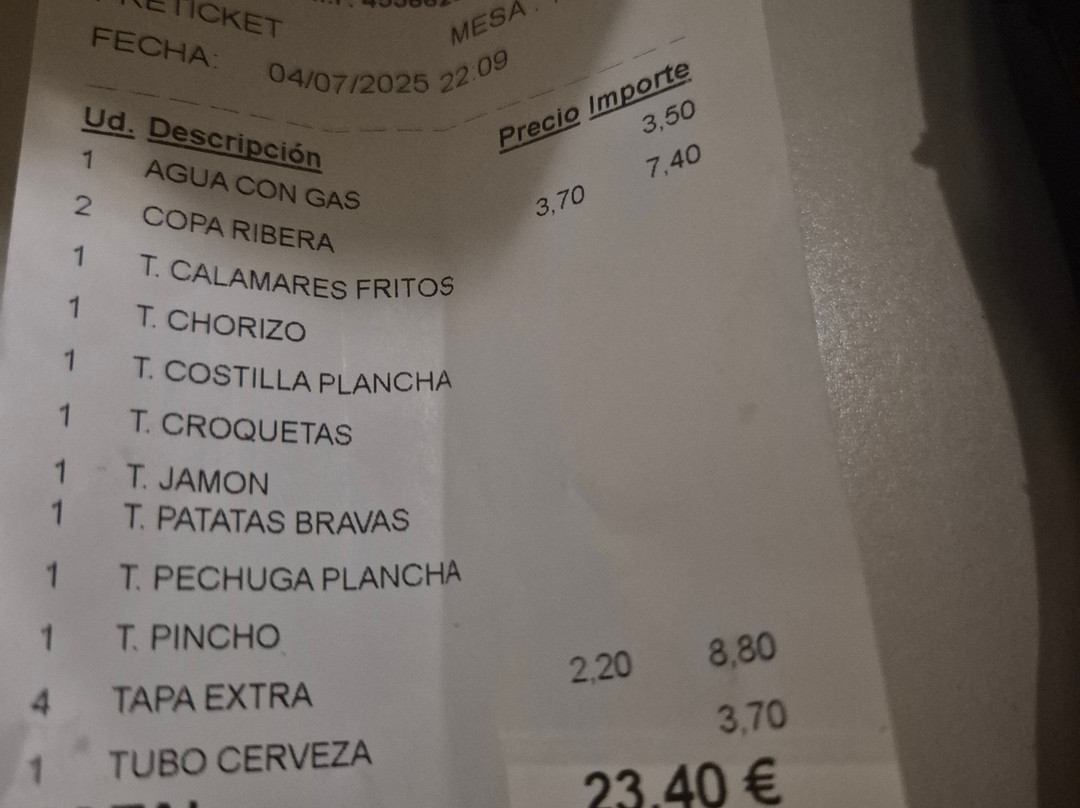 FECHA: 04/07/2025 22:09
MESA
Ud. Descripción Precio Importe
1 AGUA CON GAS 3,50
2 COPA RIBERA 3,70 7,40
1 T. CALAMARES FRITOS
1 T. CHORIZO
1 T. COSTILLA PLANCHA
1 T. CROQUETAS
1 T. JAMON
1 T. PATATAS BRAVAS
1 T. PECHUGA PLANCHA
1 T. PINCHO
4 TAPA EXTRA 2,20 8,80
1 TUBO CERVEZA 3,70
23,40 €